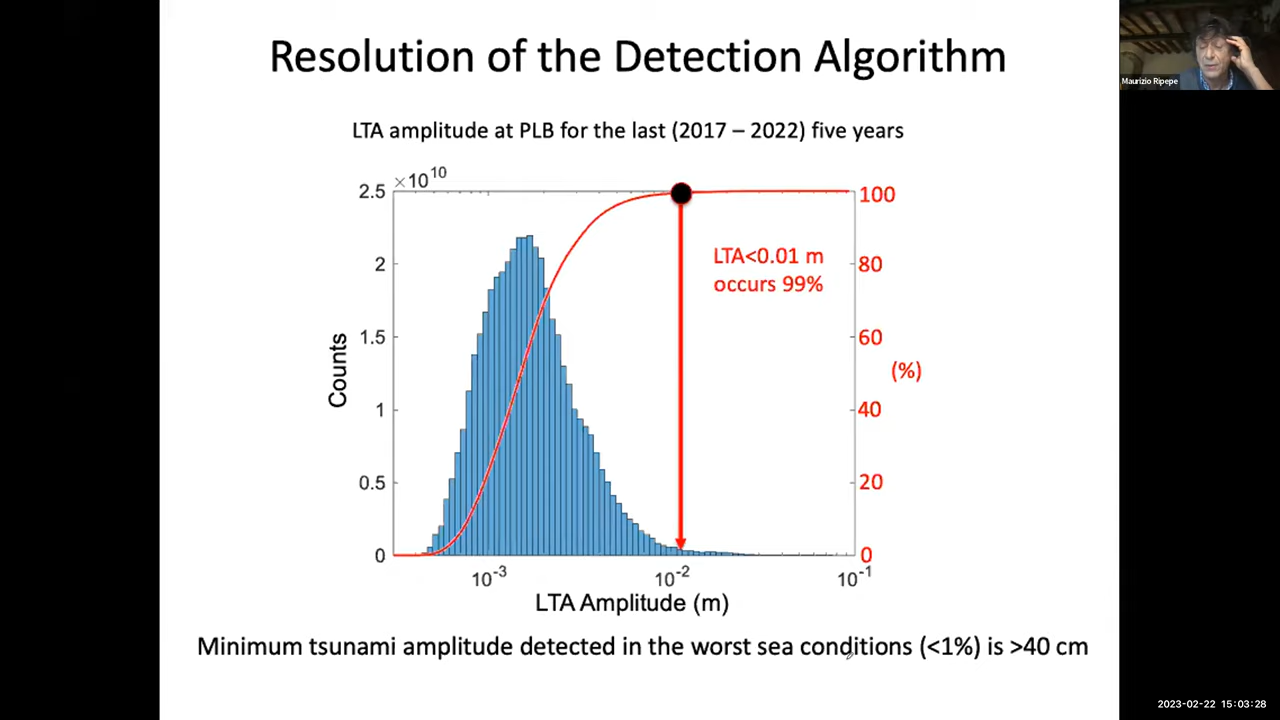 Resolution of the Detection Algorithm
Maurizio Ripepe
LTA amplitude at PLB for the last (2017 – 2022) five years
×10^10
2.5
2
1.5
1
0.5
0
Counts
100
80
60
40
20
0
(%)
LTA<0.01 m
occurs 99%
10^-3
10^-2
10^-1
LTA Amplitude (m)
Minimum tsunami amplitude detected in the worst sea conditions (<1%) is >40 cm
2023-02-22 15:03:28